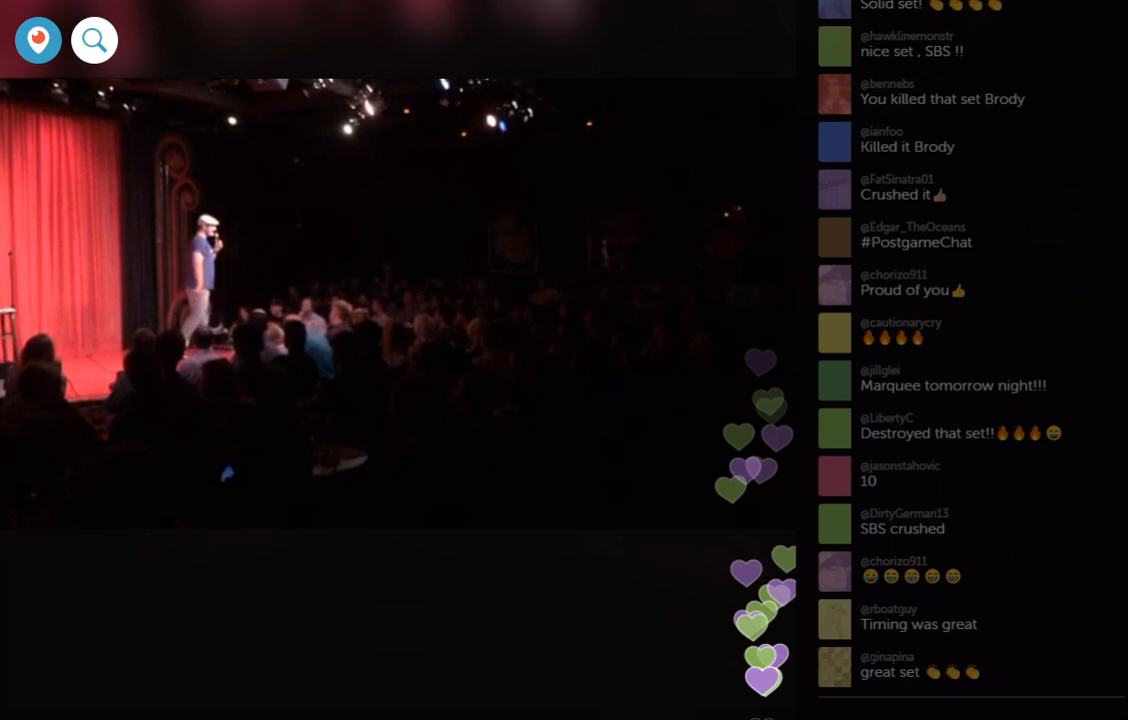 Solid set! 👏👏👏👏
@hawklinemonstr
nice set , SBS !!
@bennebs
You killed that set Brody
@ianfoo
Killed it Brody
@FatSinatra01
Crushed it👍
@Edgar_TheOceans
#PostgameChat
@chorizo911
Proud of you👍
@cautionarycry
🔥🔥🔥🔥
@jillglei
Marquee tomorrow night!!!
@LibertyC
Destroyed that set!!🔥🔥🔥😄
@jasonstahovic
10
@DirtyGerman13
SBS crushed
@chorizo911
😂😁😁😁😁
@rboatguy
Timing was great
@ginapina
great set 👏👏👏